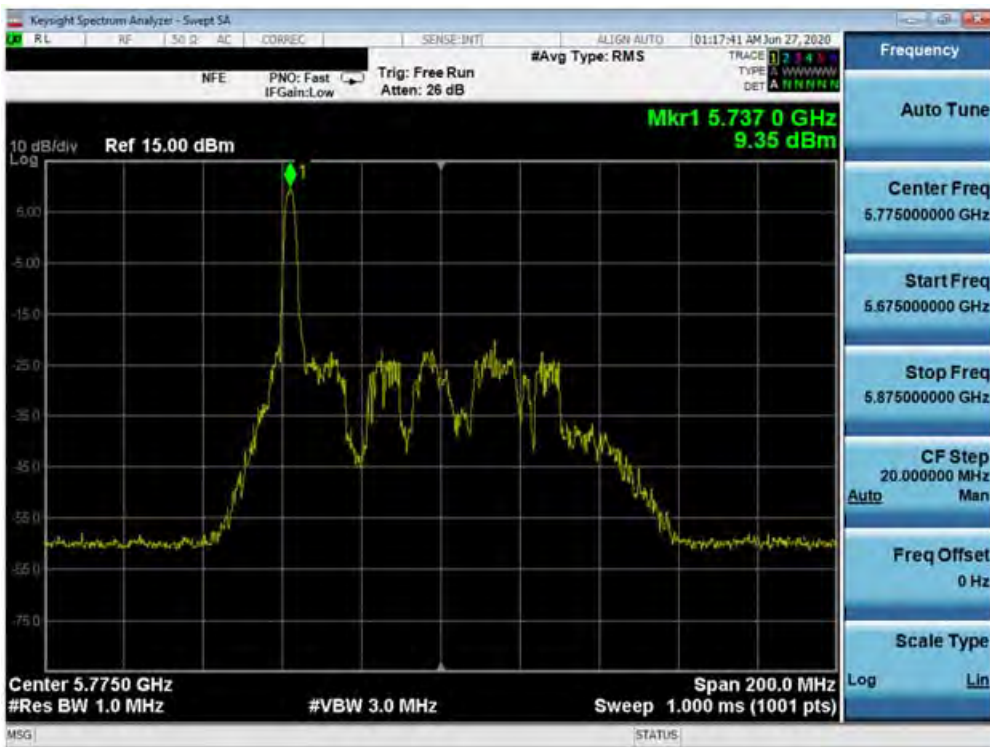 Keysight Spectrum Analyzer - Swept SA
LXI RL RF 50 Ω AC CORREC SENSE:INT ALIGN AUTO 01:17:41 AM Jun 27, 2020
#Avg Type: RMS
TRACE 1 2 3 4 5 6
NFE PNO: Fast Trig: Free Run
TYPE A WWWWW
IFGain:Low Atten: 26 dB
DET A N N N N N
Mkr1 5.737 0 GHz
9.35 dBm
10 dB/div Ref 15.00 dBm
Log
1
5.00
-5.00
-15.0
-25.0
-35.0
-45.0
-55.0
-65.0
-75.0
Center 5.7750 GHz Span 200.0 MHz
#Res BW 1.0 MHz #VBW 3.0 MHz Sweep 1.000 ms (1001 pts)
MSG STATUS
Frequency
Auto Tune
Center Freq
5.775000000 GHz
Start Freq
5.675000000 GHz
Stop Freq
5.875000000 GHz
CF Step
20.000000 MHz
Auto Man
Freq Offset
0 Hz
Scale Type
Log Lin